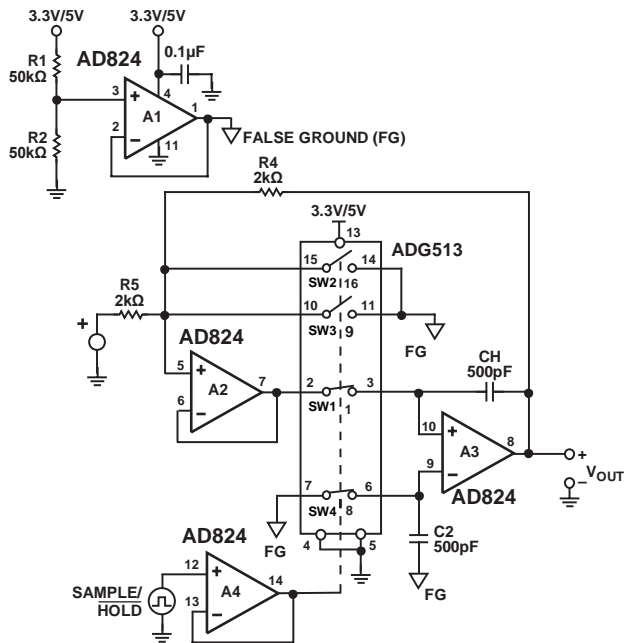 3.3V/5V 3.3V/5V
R1
50kΩ
AD824
0.1µF
3
+
4
A1
1
2
−
11
R2
50kΩ
FALSE GROUND (FG)
R4
2kΩ
3.3V/5V
13
ADG513
15
14
SW2
16
R5
2kΩ
10
11
SW3
9
FG
+
AD824
5
+
A2
7
6
−
2
3
SW1
1
CH
500pF
10
+
A3
8
9
−
AD824
+
VOUT
−
7
6
SW4
8
FG
C2
500pF
FG
4
5
AD824
12
+
A4
14
13
−
SAMPLE/
HOLD